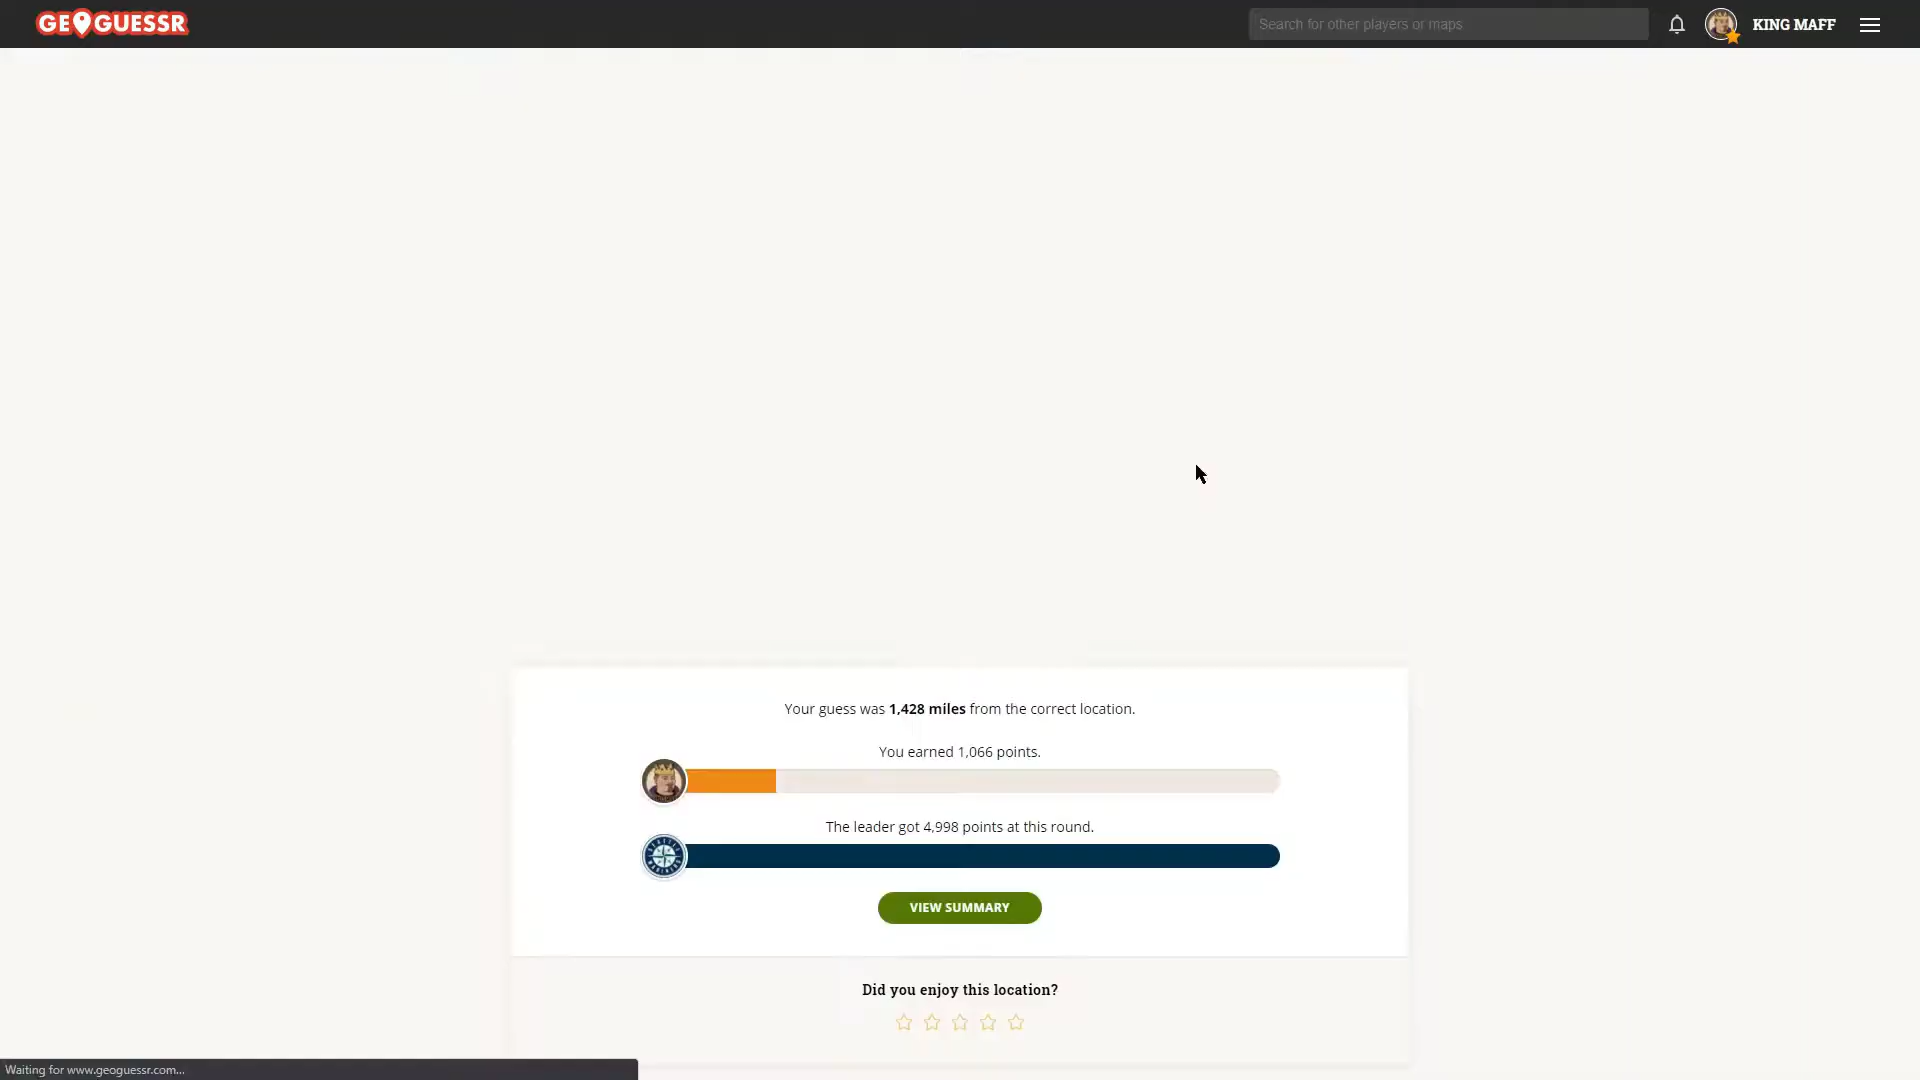 GEOGUESSR
Search for other players or maps
KING MAFF
Your guess was 1,428 miles from the correct location.
You earned 1,066 points.
The leader got 4,998 points at this round.
VIEW SUMMARY
Did you enjoy this location?
Waiting for www.geoguessr.com...